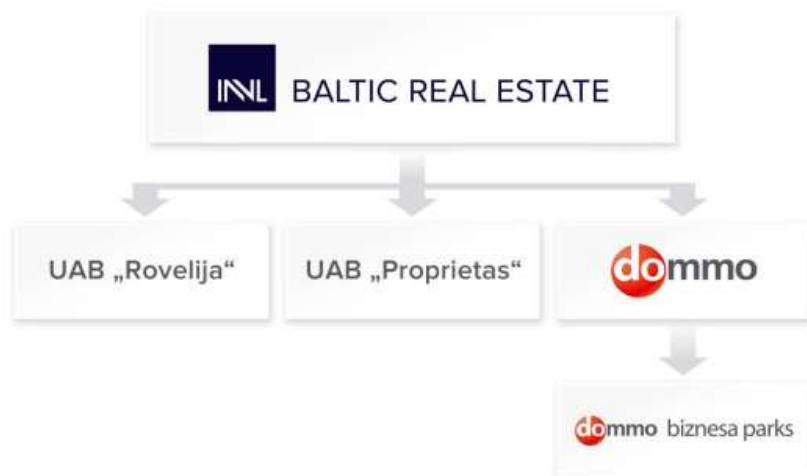 INVL BALTIC REAL ESTATE
UAB „Rovelija“
UAB „Proprietas“
dommo
dommo biznesa parks